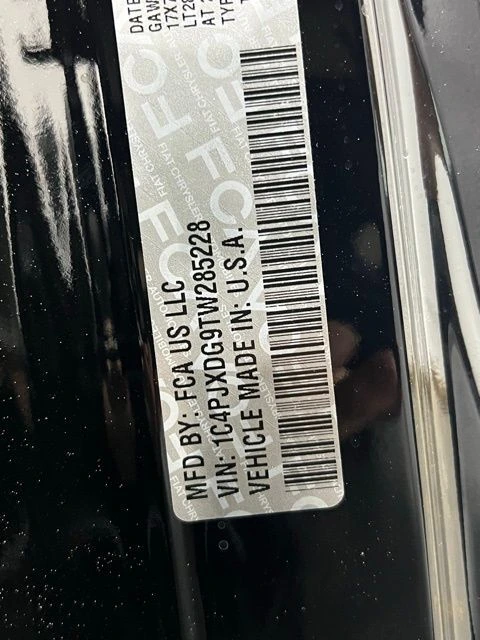 MFD BY: FCA US LLC
VIN: 1C4PJXDG9TW285228
VEHICLE MADE IN: U.S.A.